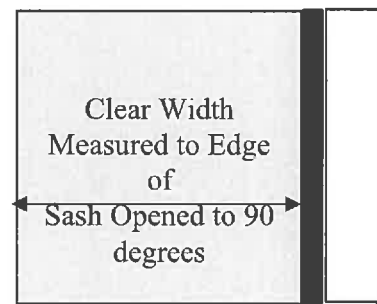 Clear Width
Measured to Edge
of
Sash Opened to 90
degrees